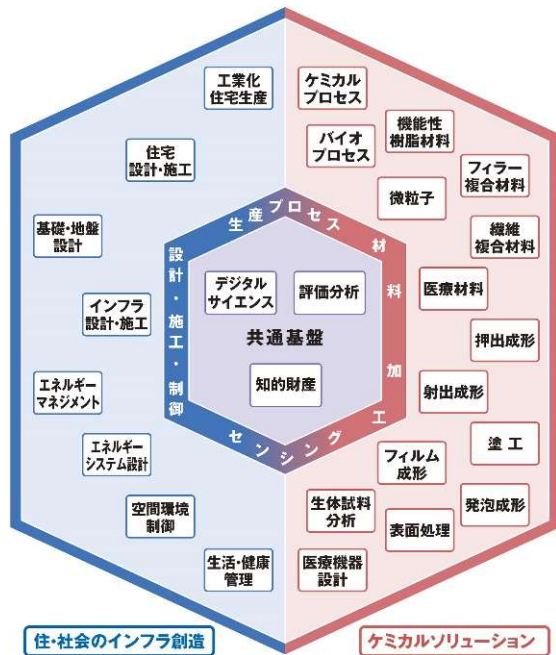 工業化
住宅生産
住宅
設計・施工
基礎・地盤
設計
インフラ
設計・施工
エネルギー
マネジメント
エネルギー
システム設計
空間環境
制御
生活・健康
管理
ケミカル
プロセス
バイオ
プロセス
機能性
樹脂材料
微粒子
フィラー
複合材料
繊維
複合材料
医療材料
押出成形
射出成形
塗工
フィルム
成形
発泡成形
生体試料
分析
表面処理
医療機器
設計
生産プロセス
材料
加工
センシング
設計・施工・制御
デジタル
サイエンス
評価分析
共通基盤
知的財産
住・社会のインフラ創造
ケミカルソリューション